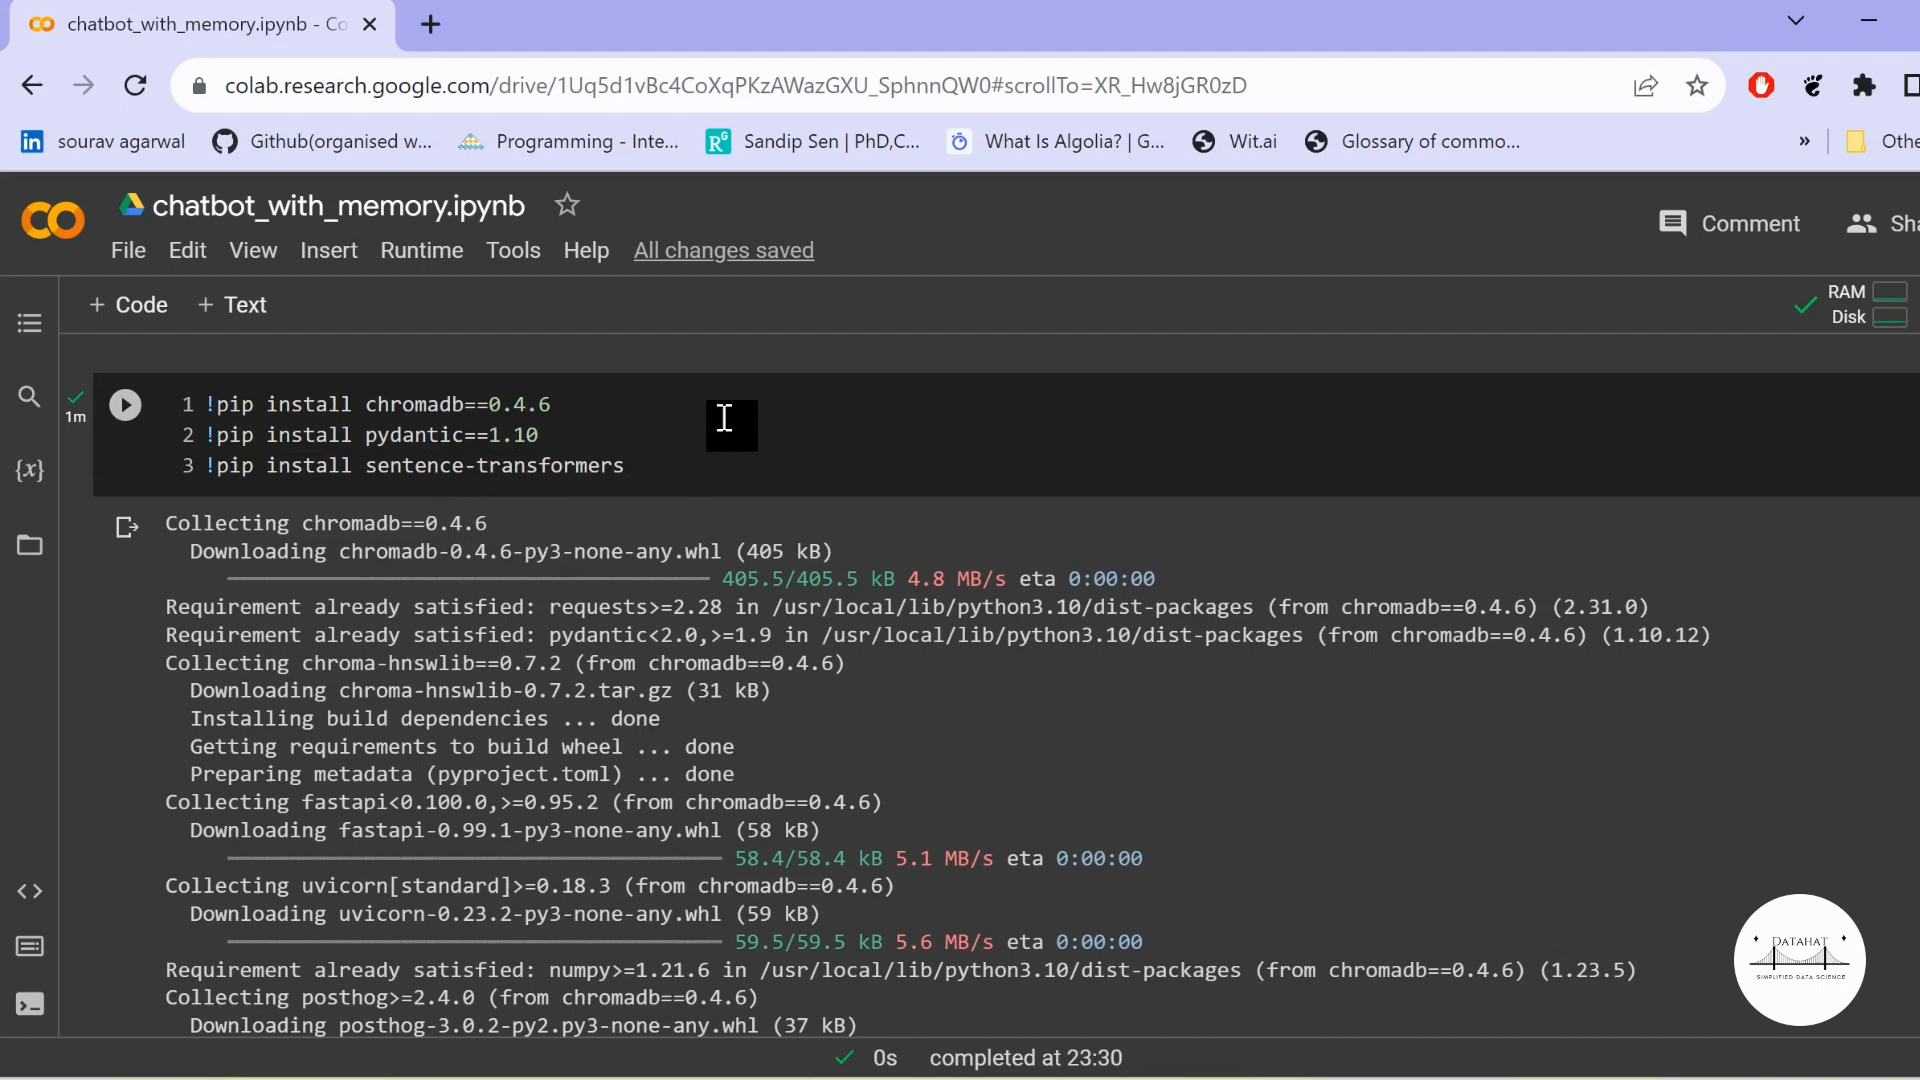 chatbot_with_memory.ipynb - Co
colab.research.google.com/drive/1Uq5d1vBc4CoXqPKzAWazGXU_SphnnQW0#scrollTo=XR_Hw8jGR0zD
sourav agarwal
Github(organised w...
Programming - Inte...
Sandip Sen | PhD,C...
What Is Algolia? | G...
Wit.ai
Glossary of commo...
»
Othe
chatbot_with_memory.ipynb
Comment
Sha
File Edit View Insert Runtime Tools Help All changes saved
+ Code + Text
RAM
Disk
1m
1 !pip install chromadb==0.4.6
2 !pip install pydantic==1.10
3 !pip install sentence-transformers
Collecting chromadb==0.4.6
Downloading chromadb-0.4.6-py3-none-any.whl (405 kB)
405.5/405.5 kB 4.8 MB/s eta 0:00:00
Requirement already satisfied: requests>=2.28 in /usr/local/lib/python3.10/dist-packages (from chromadb==0.4.6) (2.31.0)
Requirement already satisfied: pydantic<2.0,>=1.9 in /usr/local/lib/python3.10/dist-packages (from chromadb==0.4.6) (1.10.12)
Collecting chroma-hnswlib==0.7.2 (from chromadb==0.4.6)
Downloading chroma-hnswlib-0.7.2.tar.gz (31 kB)
Installing build dependencies ... done
Getting requirements to build wheel ... done
Preparing metadata (pyproject.toml) ... done
Collecting fastapi<0.100.0,>=0.95.2 (from chromadb==0.4.6)
Downloading fastapi-0.99.1-py3-none-any.whl (58 kB)
58.4/58.4 kB 5.1 MB/s eta 0:00:00
Collecting uvicorn[standard]>=0.18.3 (from chromadb==0.4.6)
Downloading uvicorn-0.23.2-py3-none-any.whl (59 kB)
59.5/59.5 kB 5.6 MB/s eta 0:00:00
Requirement already satisfied: numpy>=1.21.6 in /usr/local/lib/python3.10/dist-packages (from chromadb==0.4.6) (1.23.5)
Collecting posthog>=2.4.0 (from chromadb==0.4.6)
Downloading posthog-3.0.2-py2.py3-none-any.whl (37 kB)
DATAHAT
SIMPLIFIED DATA SCIENCE
0s completed at 23:30